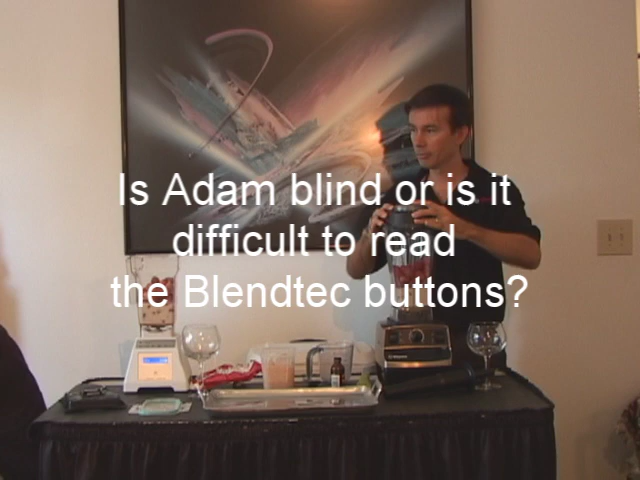 Is Adam blind or is it
difficult to read
the Blendtec buttons?